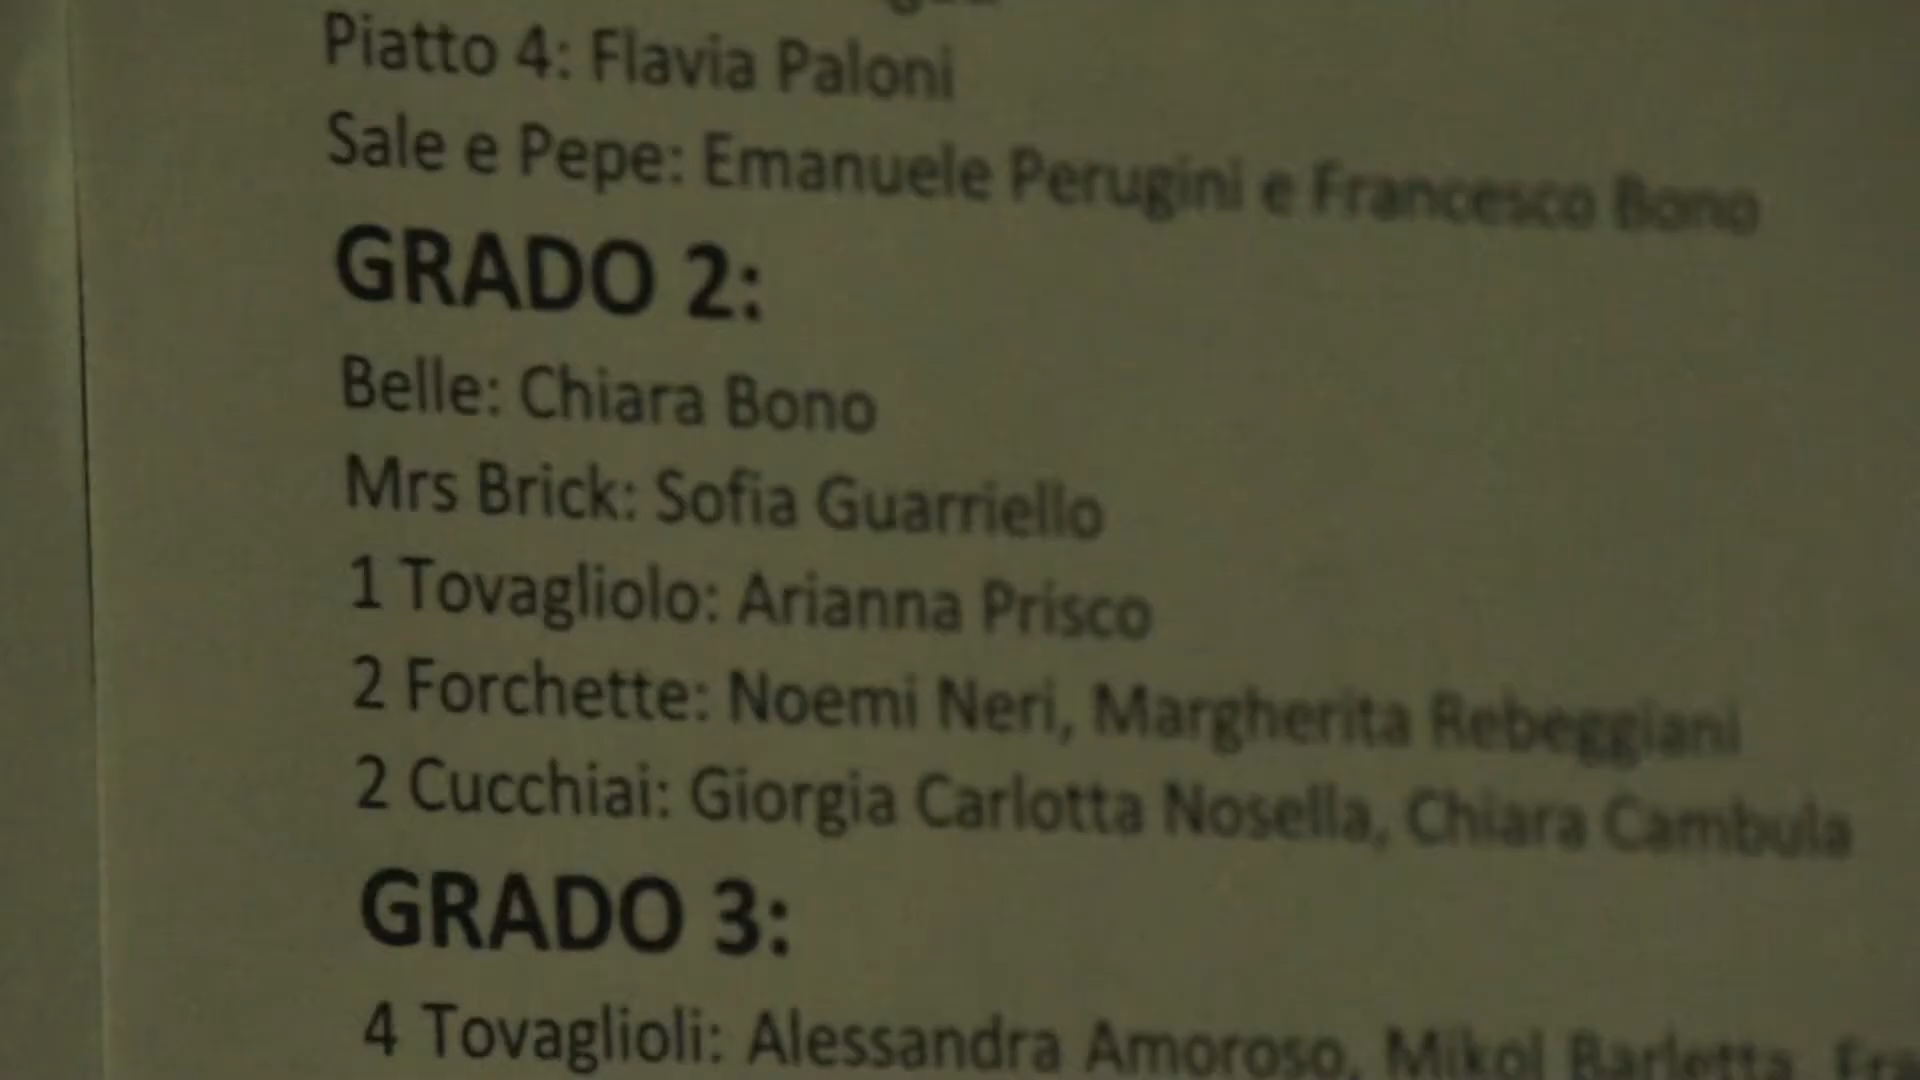 Piatto 4: Flavia Paloni
Sale e Pepe: Emanuele Perugini e Francesco Bono
GRADO 2:
Belle: Chiara Bono
Mrs Brick: Sofia Guarriello
1 Tovagliolo: Arianna Prisco
2 Forchette: Noemi Neri, Margherita Rebeggiani
2 Cucchiai: Giorgia Carlotta Nosella, Chiara Cambula
GRADO 3:
4 Tovaglioli: Alessandra Amoroso, Mikol Barletta,